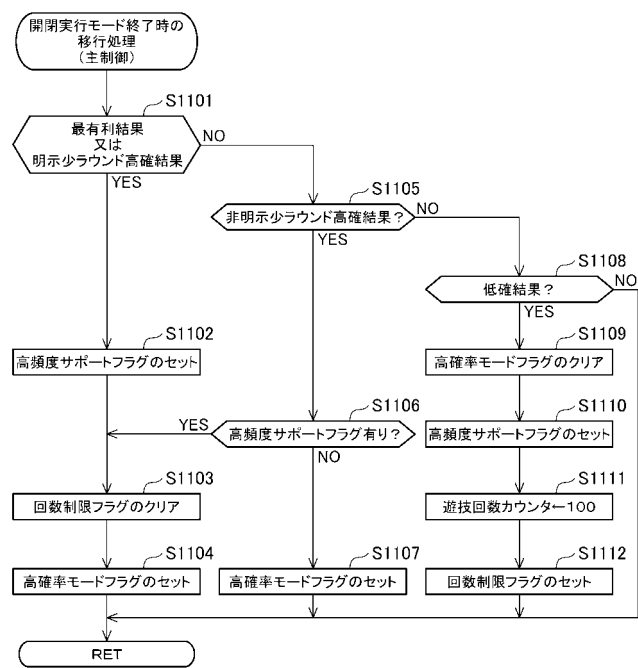 開閉実行モード終了時の
移行処理
(主制御)
S1101
最有利結果
又は
明示少ラウンド高確結果
NO
YES
S1105
非明示少ラウンド高確結果?
NO
YES
S1108
低確結果?
NO
YES
S1102
高頻度サポートフラグのセット
S1109
高確率モードフラグのクリア
S1106
高頻度サポートフラグ有り?
YES
NO
S1110
高頻度サポートフラグのセット
S1103
回数制限フラグのクリア
S1111
遊技回数カウンタ←100
S1104
高確率モードフラグのセット
S1107
高確率モードフラグのセット
S1112
回数制限フラグのセット
RET